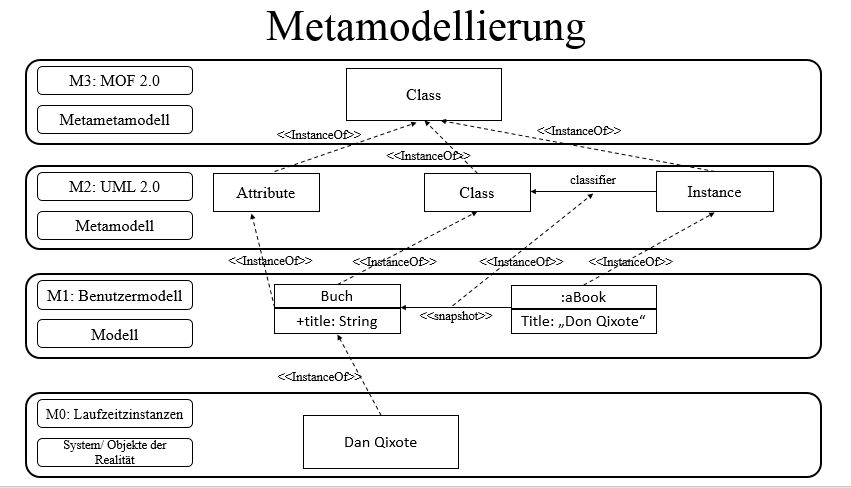 Metamodellierung
M3: MOF 2.0
Metametamodell
Class
<<InstanceOf>>
<<InstanceOf>>
<<InstanceOf>>
M2: UML 2.0
Metamodell
Attribute
Class
classifier
Instance
<<InstanceOf>>
<<InstanceOf>>
<<InstanceOf>>
<<InstanceOf>>
M1: Benutzermodell
Modell
Buch
+title: String
<<snapshot>>
:aBook
Title: „Don Qixote“
<<InstanceOf>>
M0: Laufzeitzinstanzen
System/ Objekte der
Realität
Dan Qixote